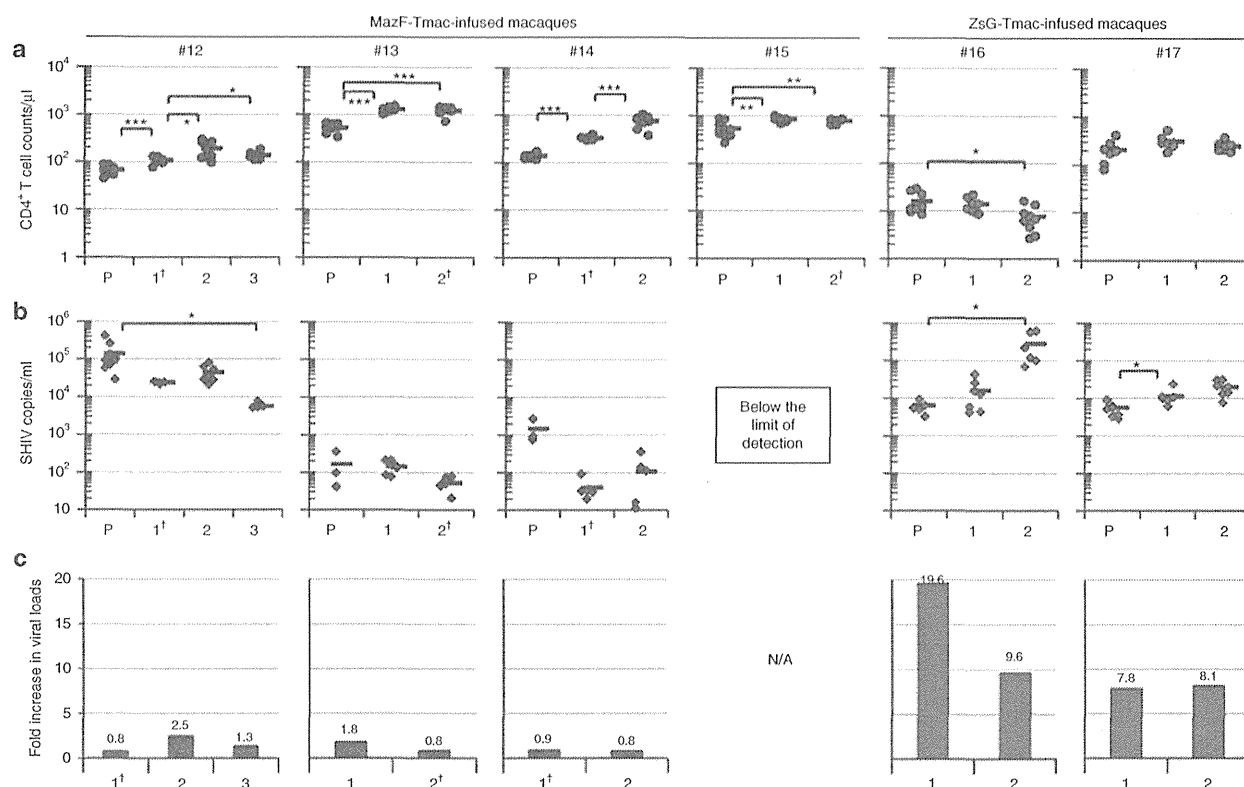 MazF-Tmac-infused macaques
ZsG-Tmac-infused macaques
a
#12 #13 #14 #15 #16 #17
CD4⁺ T cell counts/µl
10⁴
10³
10²
10
1
*** * *
*** ***
*** ***
** **
*
P 1† 2 3
P 1 2†
P 1† 2
P 1 2†
P 1 2
P 1 2
b
SHIV copies/ml
10⁶
10⁵
10⁴
10³
10²
10
*
*
*
Below the
limit of
detection
P 1† 2 3
P 1 2†
P 1† 2
P 1 2
P 1 2
c
Fold increase in viral loads
20
15
10
5
0
0.8 2.5 1.3
1.8 0.8
0.9 0.8
N/A
19.6 9.6
7.8 8.1
1† 2 3
1 2†
1† 2
1 2
1 2